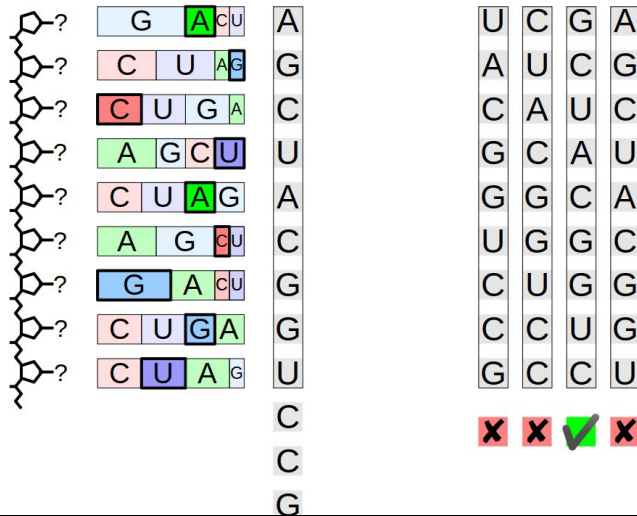 ? G A C U A U C G A
? C U A G G A U C G
? C U G A C C A U C
? A G C U U G C A U
? C U A G A G G C A
? A G C U C U G G C
? G A C U G C U G G
? C U G A G C C U G
? C U A G U G C C U
C
C
G